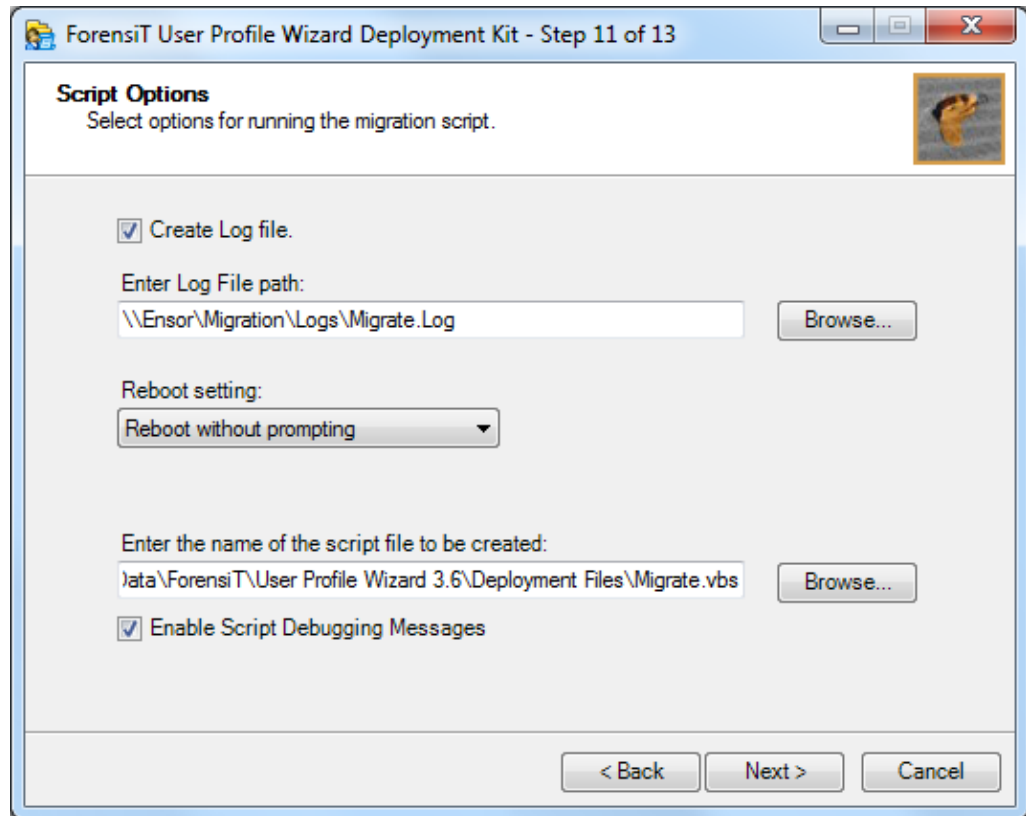 ForensiT User Profile Wizard Deployment Kit - Step 11 of 13
Script Options
Select options for running the migration script.
Create Log file.
Enter Log File path:
\\Ensor\Migration\Logs\Migrate.Log
Browse...
Reboot setting:
Reboot without prompting
Enter the name of the script file to be created:
ata\ForensiT\User Profile Wizard 3.6\Deployment Files\Migrate.vbs
Browse...
Enable Script Debugging Messages
< Back
Next >
Cancel